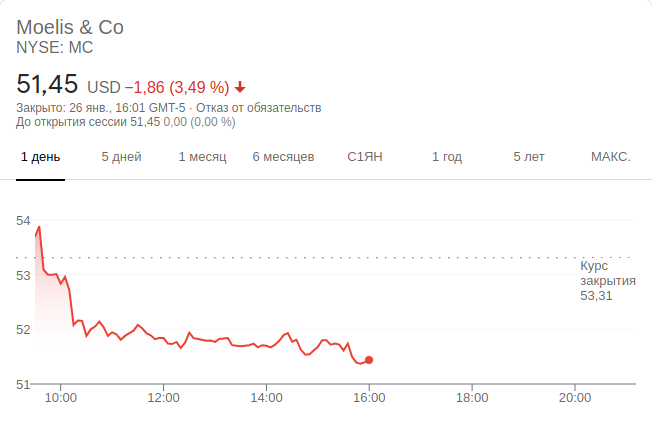 Moelis & Co
NYSE: MC
51,45 USD −1,86 (3,49 %)
Закрыто: 26 янв., 16:01 GMT-5 · Отказ от обязательств
До открытия сессии 51,45 0,00 (0,00 %)
1 день 5 дней 1 месяц 6 месяцев С1ЯН 1 год 5 лет МАКС.
54
53
52
51
Курс
закрытия
53,31
10:00 12:00 14:00 16:00 18:00 20:00